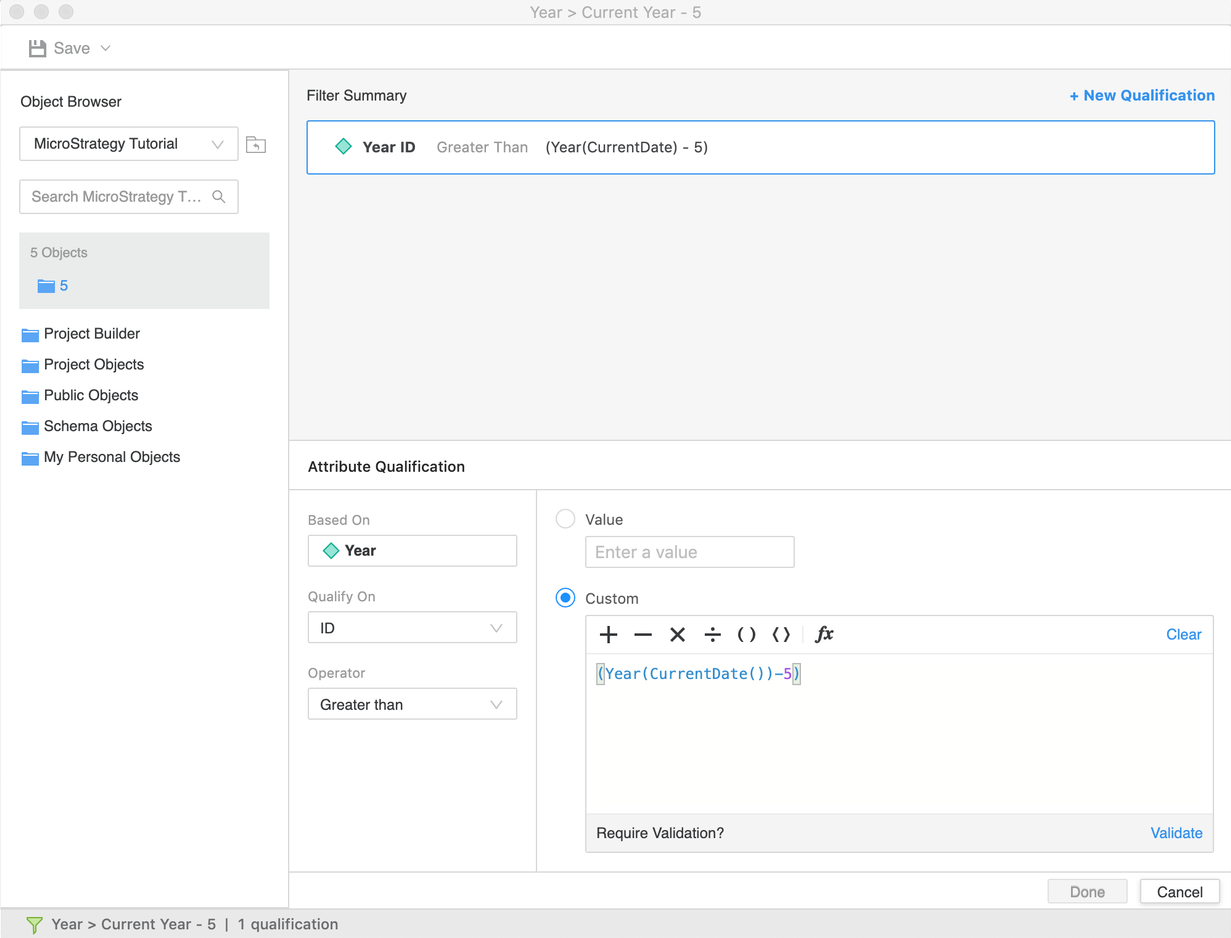 Year > Current Year - 5
Save
Object Browser
MicroStrategy Tutorial
Search MicroStrategy T...
5 Objects
5
Project Builder
Project Objects
Public Objects
Schema Objects
My Personal Objects
Filter Summary
+ New Qualification
Year ID Greater Than (Year(CurrentDate) - 5)
Attribute Qualification
Based On
Year
Qualify On
ID
Operator
Greater than
Value
Enter a value
Custom
+ − × ÷ ( ) < > fx Clear
(Year(CurrentDate())-5)
Require Validation? Validate
Done Cancel
Year > Current Year - 5 | 1 qualification